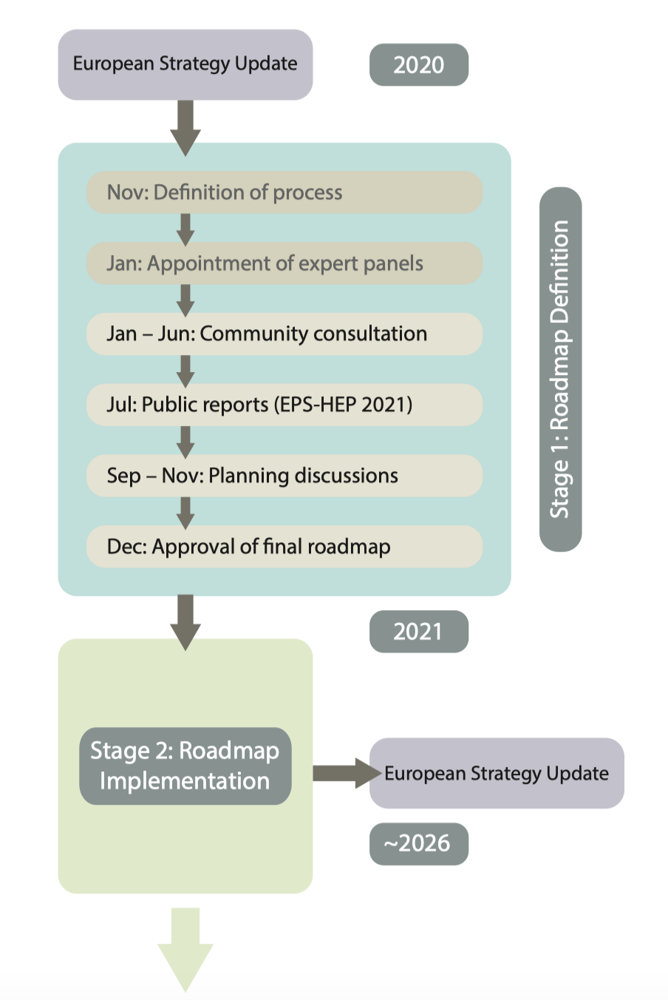 European Strategy Update
2020
Nov: Definition of process
Jan: Appointment of expert panels
Jan – Jun: Community consultation
Jul: Public reports (EPS-HEP 2021)
Sep – Nov: Planning discussions
Dec: Approval of final roadmap
Stage 1: Roadmap Definition
2021
Stage 2: Roadmap
Implementation
European Strategy Update
~2026